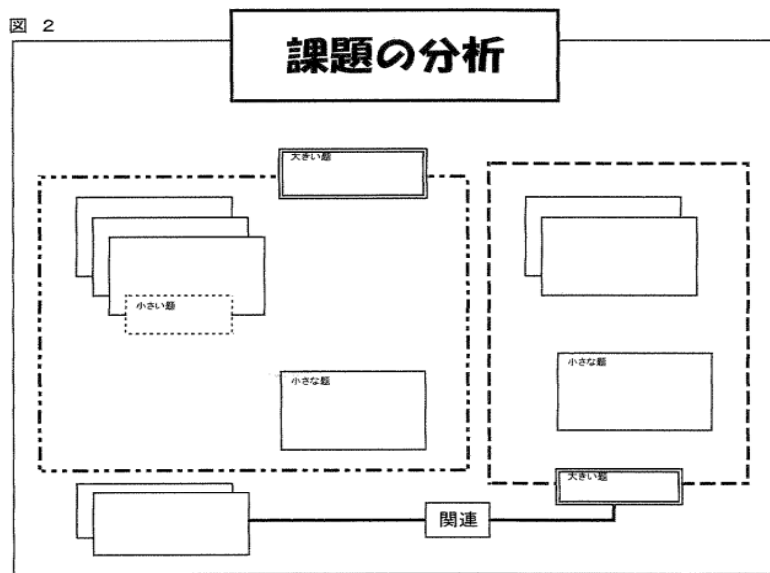 図 2
課題の分析
大きい題
小さい題
小さな題
小さな題
大きい題
関連